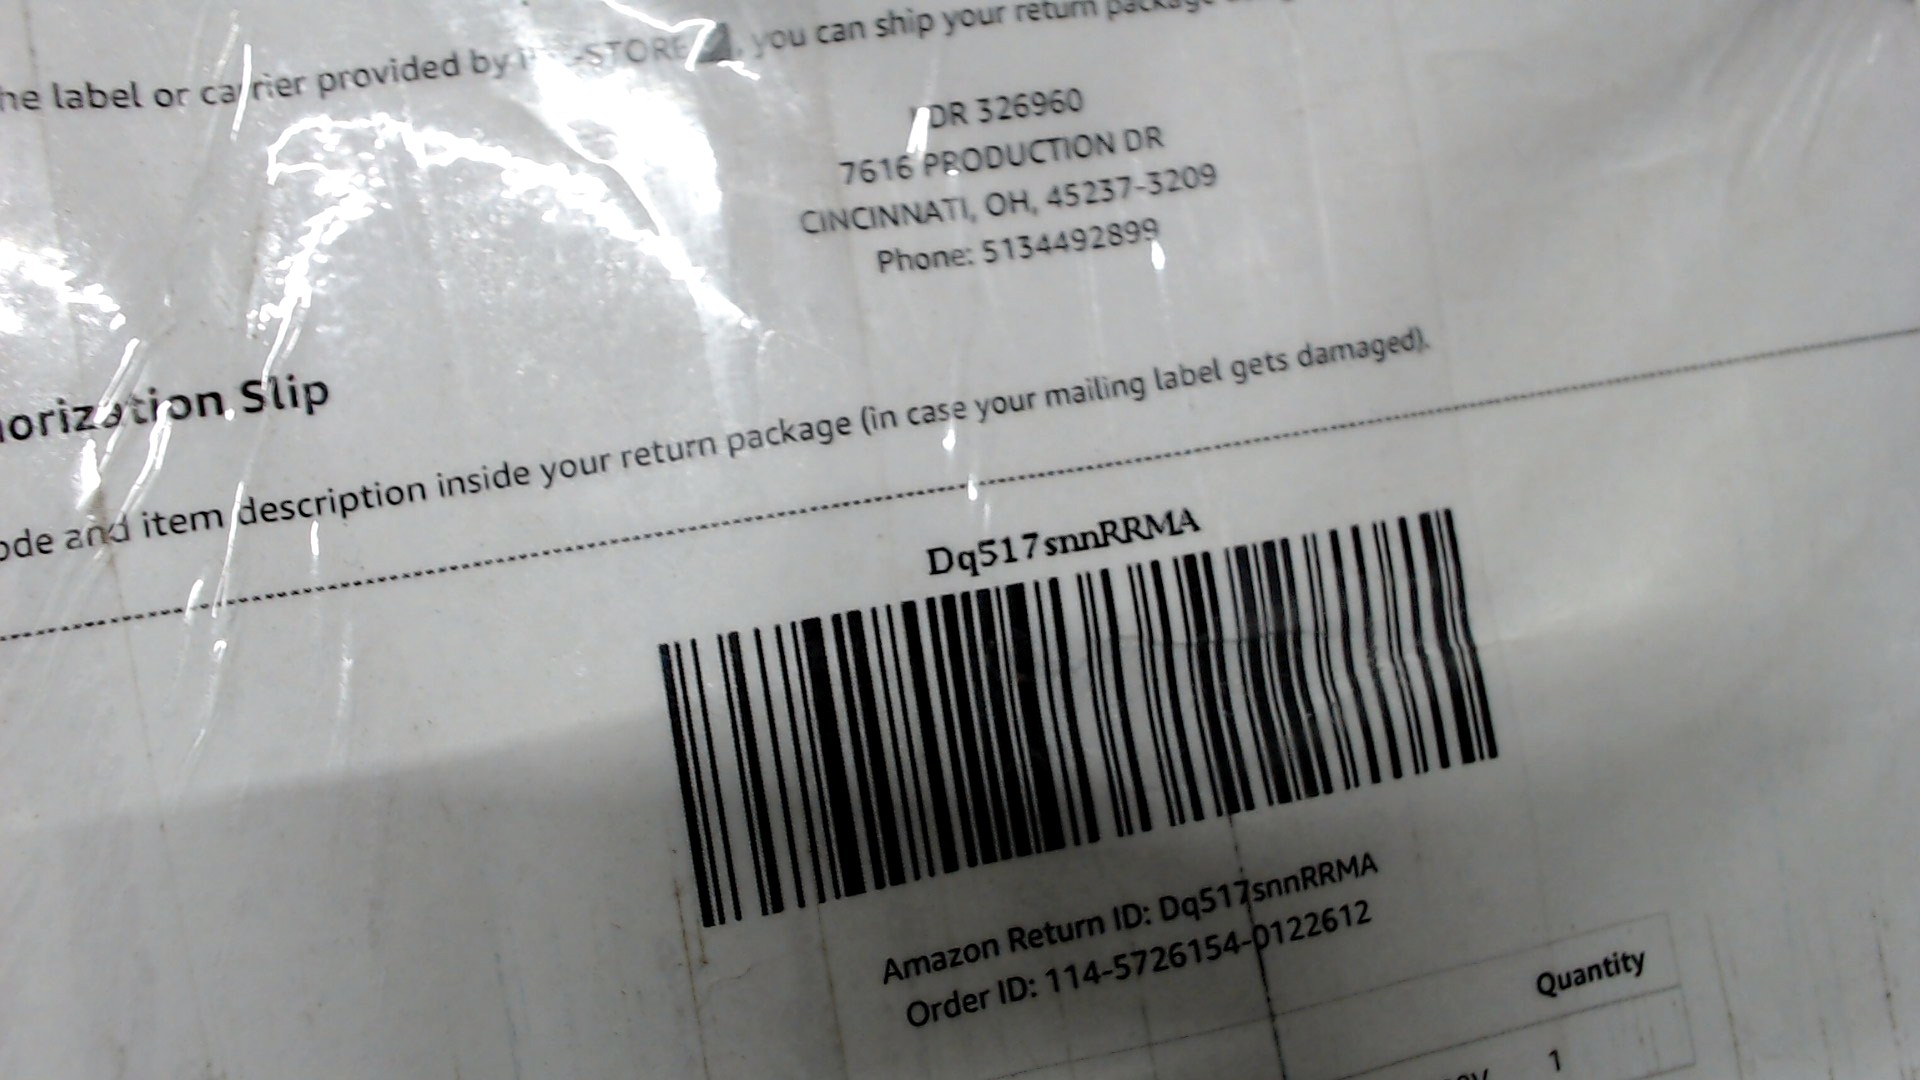 he label or carrier provided by -STORE , you can ship your return package
DR 326960
7616 PRODUCTION DR
CINCINNATI, OH, 45237-3209
Phone: 5134492899
orization Slip
ode and item description inside your return package (in case your mailing label gets damaged).
Dq517snnRRMA
Amazon Return ID: Dq517snnRRMA
Order ID: 114-5726154-0122612
Quantity
1